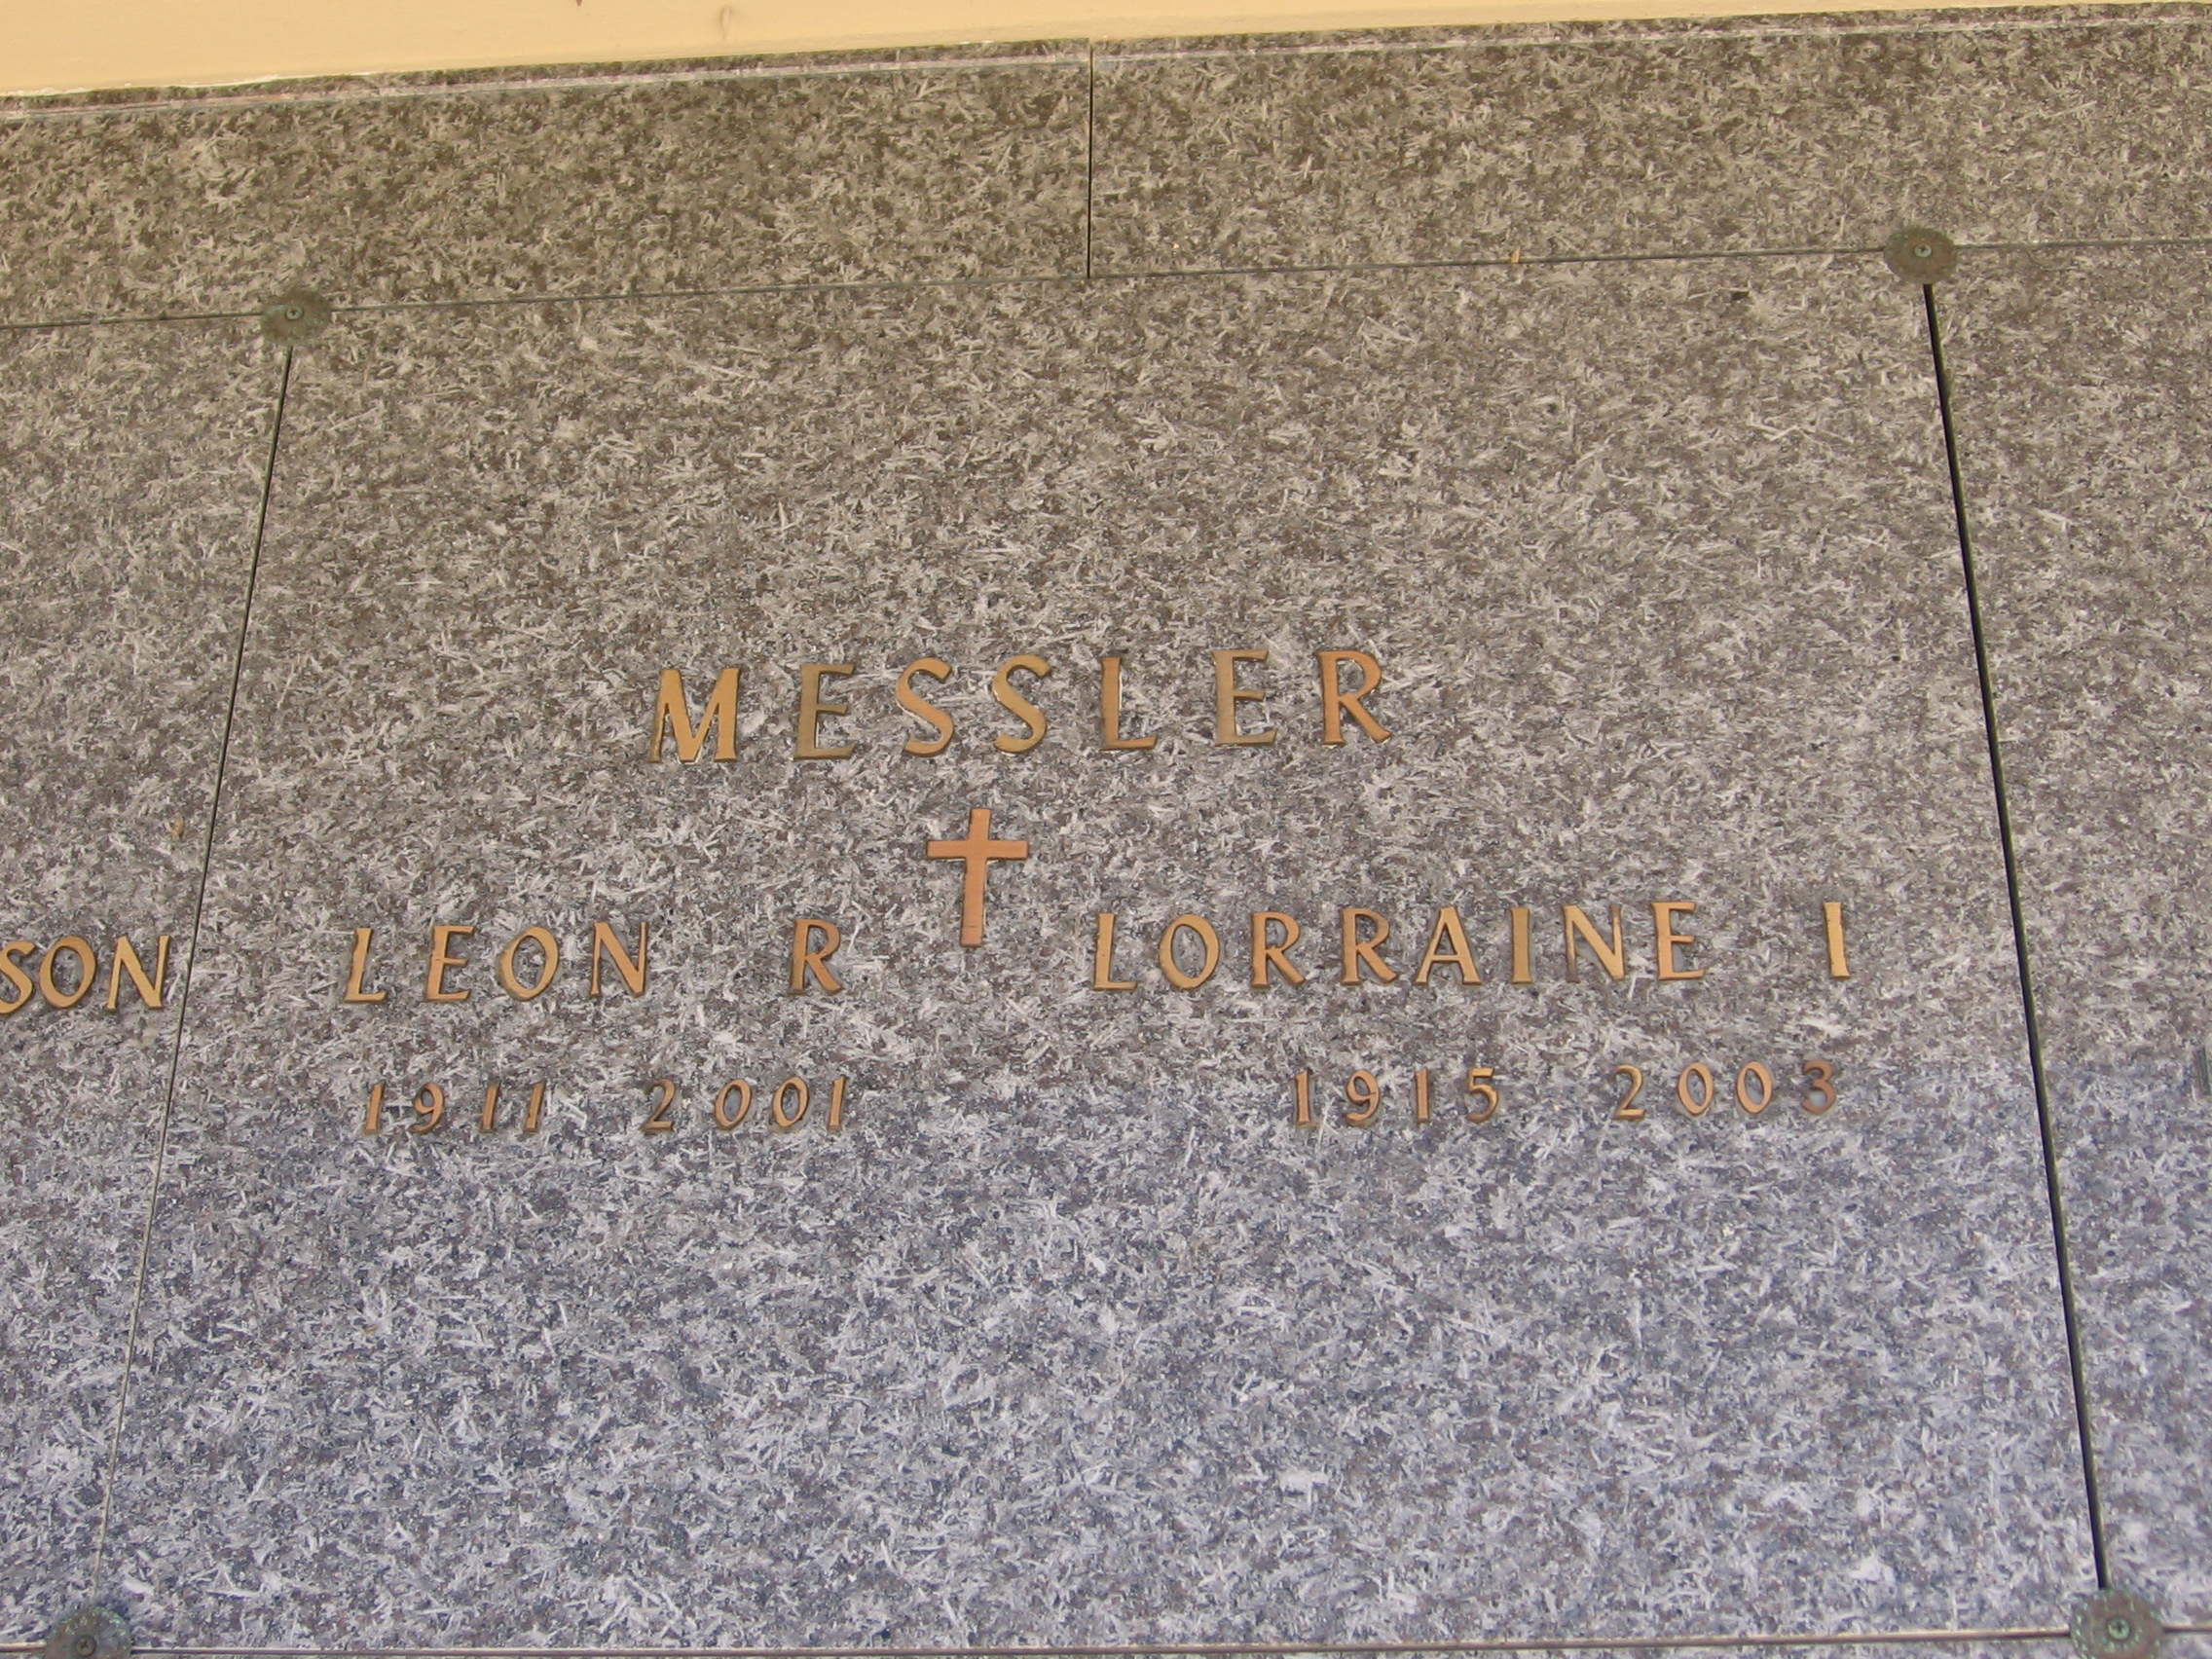 MESSLER
SON
LEON R LORRAINE I
1911 2001 1915 2003